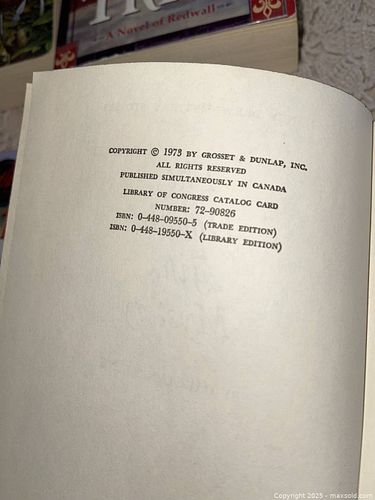 A Novel of Redwall
COPYRIGHT © 1973 BY GROSSET & DUNLAP, INC.
ALL RIGHTS RESERVED
PUBLISHED SIMULTANEOUSLY IN CANADA
LIBRARY OF CONGRESS CATALOG CARD
NUMBER: 72-90826
ISBN: 0-448-09550-5 (TRADE EDITION)
ISBN: 0-448-19550-X (LIBRARY EDITION)
Copyright 2025 - maxsold.com